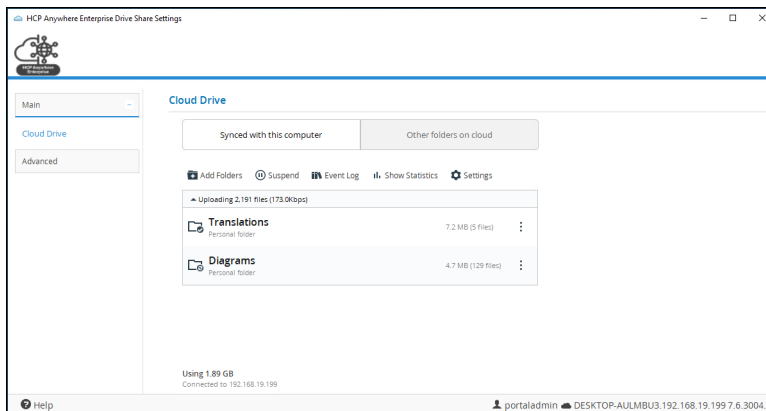 HCP Anywhere Enterprise Drive Share Settings
HCP Anywhere
Enterprise
Main
Cloud Drive
Advanced
Cloud Drive
Synced with this computer Other folders on cloud
Add Folders Suspend Event Log Show Statistics Settings
Uploading 2,191 files (173.0Kbps)
Translations
Personal folder
7.2 MB (5 files)
Diagrams
Personal folder
4.7 MB (129 files)
Using 1.89 GB
Connected to 192.168.19.199
Help
portaladmin DESKTOP-AULMBU3.192.168.19.199 7.6.3004.